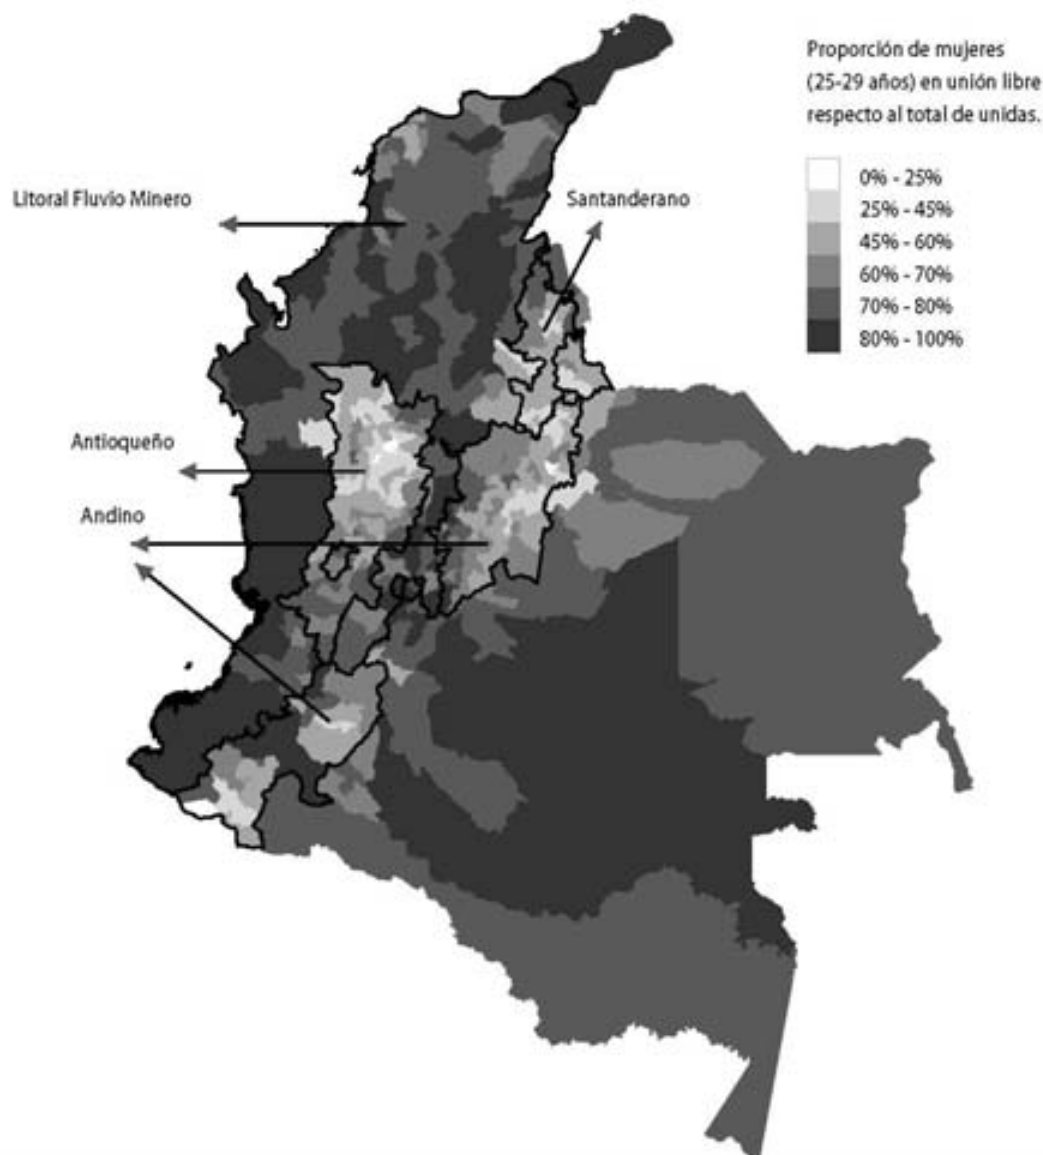 Proporción de mujeres
(25-29 años) en unión libre
respecto al total de unidas.
0% - 25%
25% - 45%
45% - 60%
60% - 70%
70% - 80%
80% - 100%
Litoral Fluvio Minero
Santanderano
Antioqueño
Andino